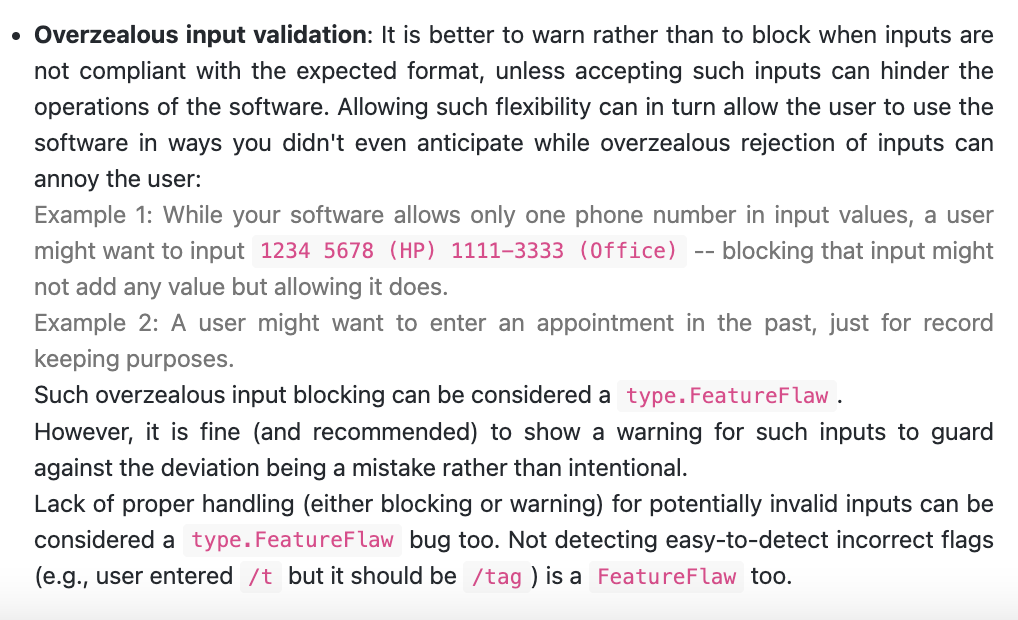 • Overzealous input validation: It is better to warn rather than to block when inputs are
not compliant with the expected format, unless accepting such inputs can hinder the
operations of the software. Allowing such flexibility can in turn allow the user to use the
software in ways you didn't even anticipate while overzealous rejection of inputs can
annoy the user:
Example 1: While your software allows only one phone number in input values, a user
might want to input 1234 5678 (HP) 1111-3333 (Office) -- blocking that input might
not add any value but allowing it does.
Example 2: A user might want to enter an appointment in the past, just for record
keeping purposes.
Such overzealous input blocking can be considered a type.FeatureFlaw.
However, it is fine (and recommended) to show a warning for such inputs to guard
against the deviation being a mistake rather than intentional.
Lack of proper handling (either blocking or warning) for potentially invalid inputs can be
considered a type.FeatureFlaw bug too. Not detecting easy-to-detect incorrect flags
(e.g., user entered /t but it should be /tag ) is a FeatureFlaw too.